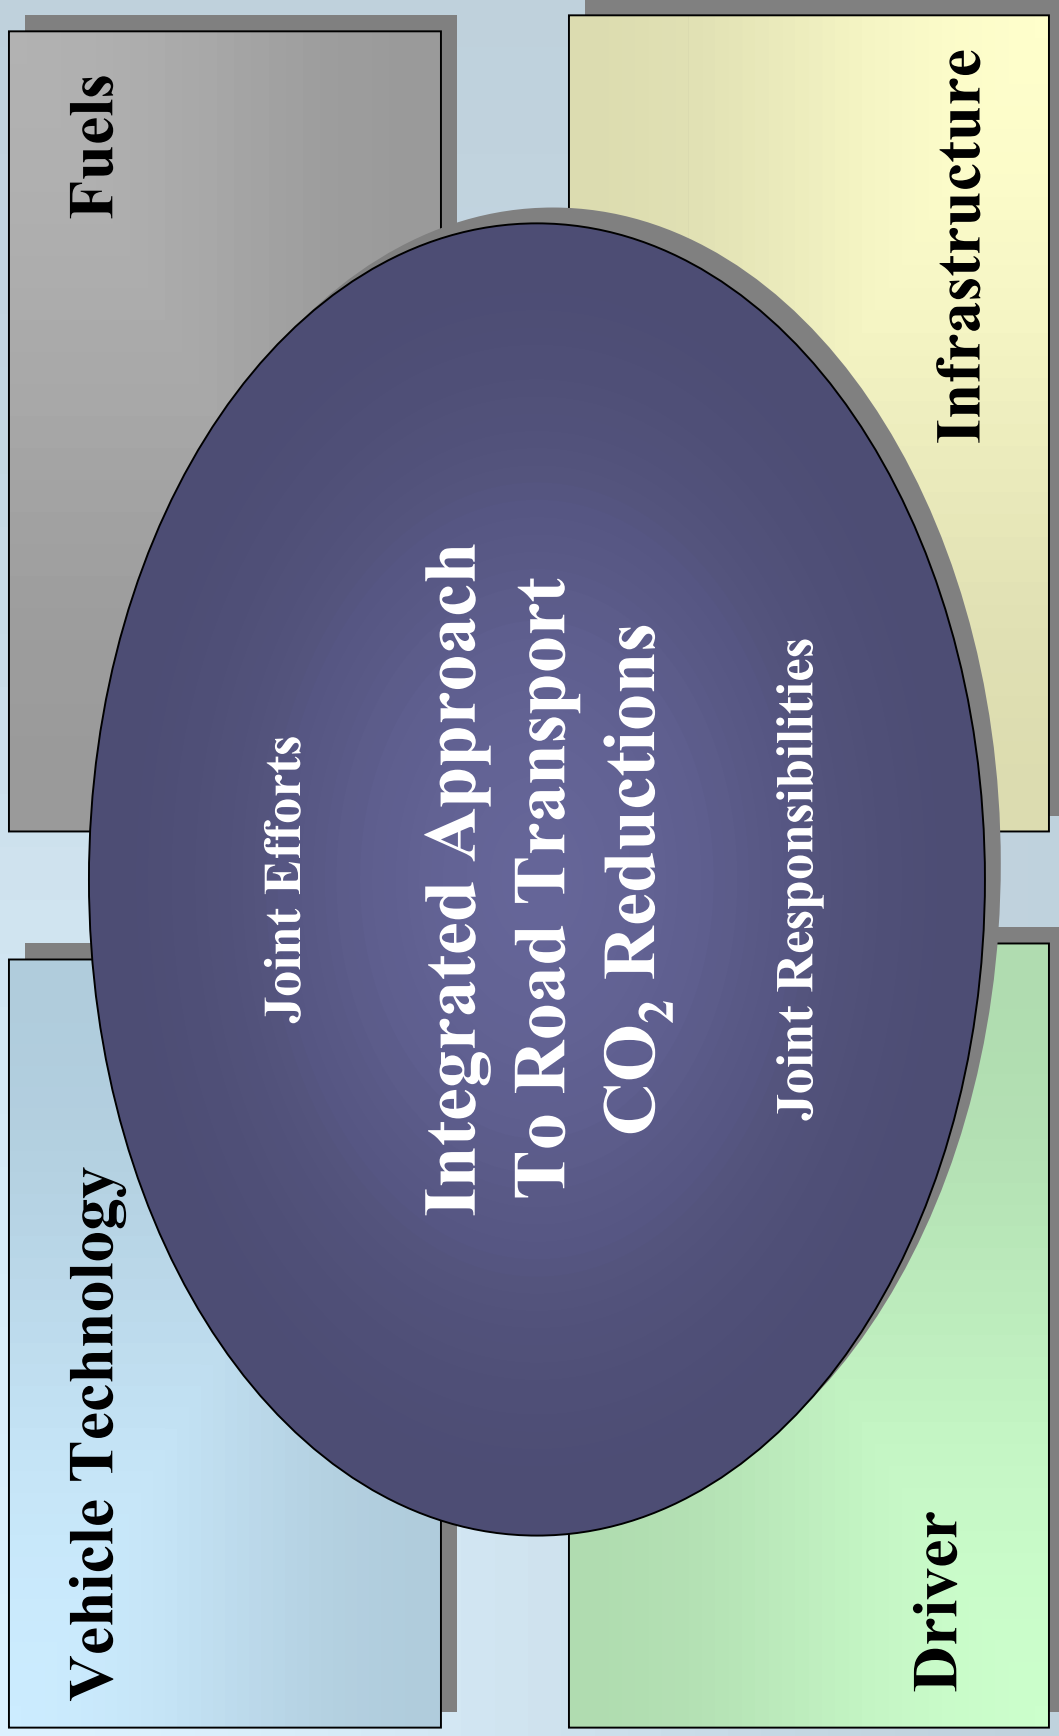 Vehicle Technology
Fuels
Joint Efforts
Integrated Approach
To Road Transport
CO₂ Reductions
Joint Responsibilities
Driver
Infrastructure